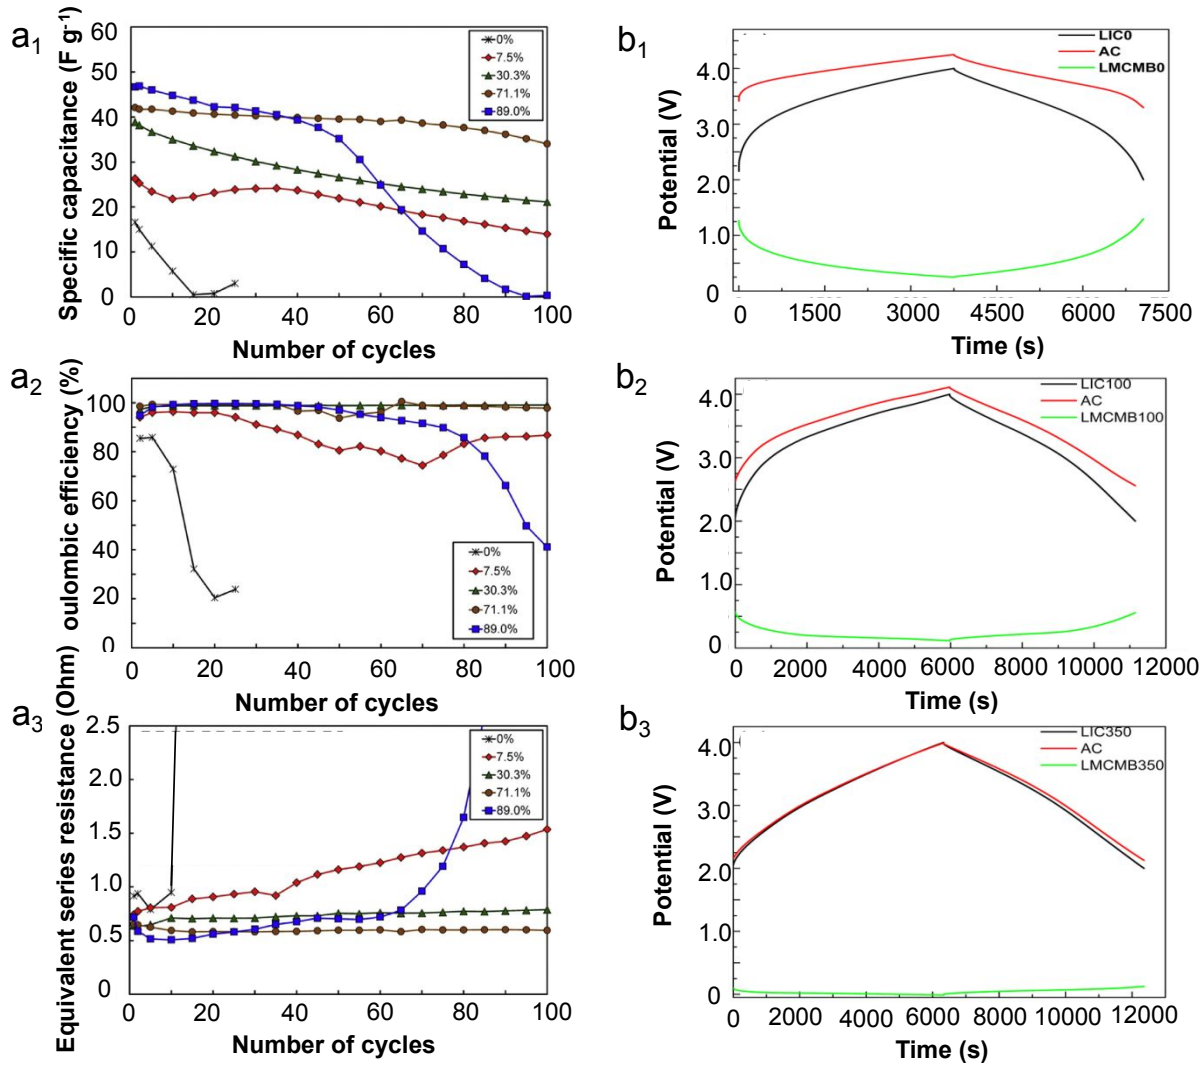 a1
Specific capacitance (F g-1)
60
50
40
30
20
10
0
0%
7.5%
30.3%
71.1%
89.0%
0 20 40 60 80 100
Number of cycles
b1
Potential (V)
4.0
3.0
2.0
1.0
0
LIC0
AC
LMCMB0
0 1500 3000 4500 6000 7500
Time (s)
a2
oulombic efficiency (%)
100
80
60
40
20
0
0%
7.5%
30.3%
71.1%
89.0%
0 20 40 60 80 100
Number of cycles
b2
Potential (V)
4.0
3.0
2.0
1.0
0
LIC100
AC
LMCMB100
0 2000 4000 6000 8000 10000 12000
Time (s)
a3
Equivalent series resistance (Ohm)
2.5
2.0
1.5
1.0
0.5
0
0%
7.5%
30.3%
71.1%
89.0%
0 20 40 60 80 100
Number of cycles
b3
Potential (V)
4.0
3.0
2.0
1.0
0
LIC350
AC
LMCMB350
0 2000 4000 6000 8000 10000 12000
Time (s)